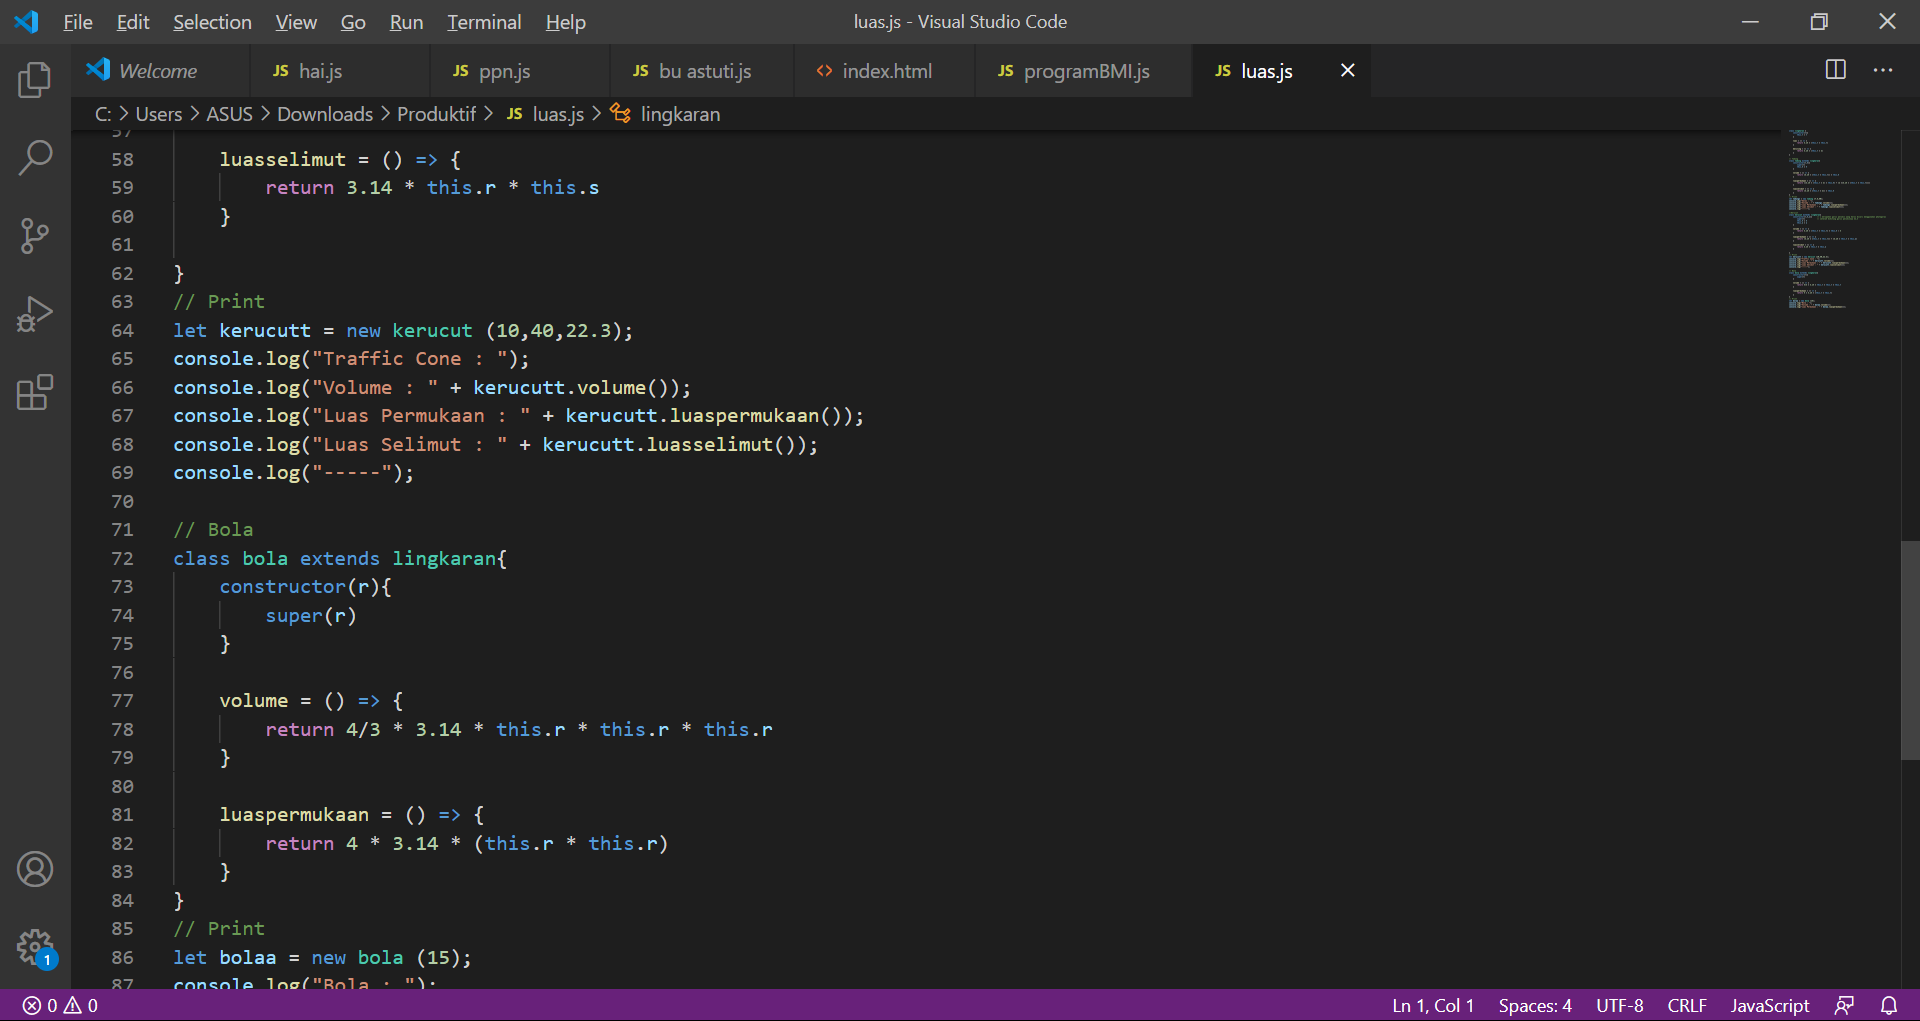 File Edit Selection View Go Run Terminal Help luas.js - Visual Studio Code
Welcome JS hai.js JS ppn.js JS bu astuti.js <> index.html JS programBMI.js JS luas.js
C: > Users > ASUS > Downloads > Produktif > JS luas.js > lingkaran
57
58 luasselimut = () => {
59 return 3.14 * this.r * this.s
60 }
61
62 }
63 // Print
64 let kerucutt = new kerucut (10,40,22.3);
65 console.log("Traffic Cone : ");
66 console.log("Volume : " + kerucutt.volume());
67 console.log("Luas Permukaan : " + kerucutt.luaspermukaan());
68 console.log("Luas Selimut : " + kerucutt.luasselimut());
69 console.log("-----");
70
71 // Bola
72 class bola extends lingkaran{
73 constructor(r){
74 super(r)
75 }
76
77 volume = () => {
78 return 4/3 * 3.14 * this.r * this.r * this.r
79 }
80
81 luaspermukaan = () => {
82 return 4 * 3.14 * (this.r * this.r)
83 }
84 }
85 // Print
86 let bolaa = new bola (15);
87 console.log("Bola : ");
1
0 0 Ln 1, Col 1 Spaces: 4 UTF-8 CRLF JavaScript